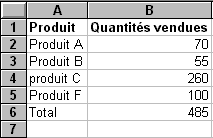 A B
1 Produit Quantités vendues
2 Produit A 70
3 Produit B 55
4 produit C 260
5 Produit F 100
6 Total 485
7